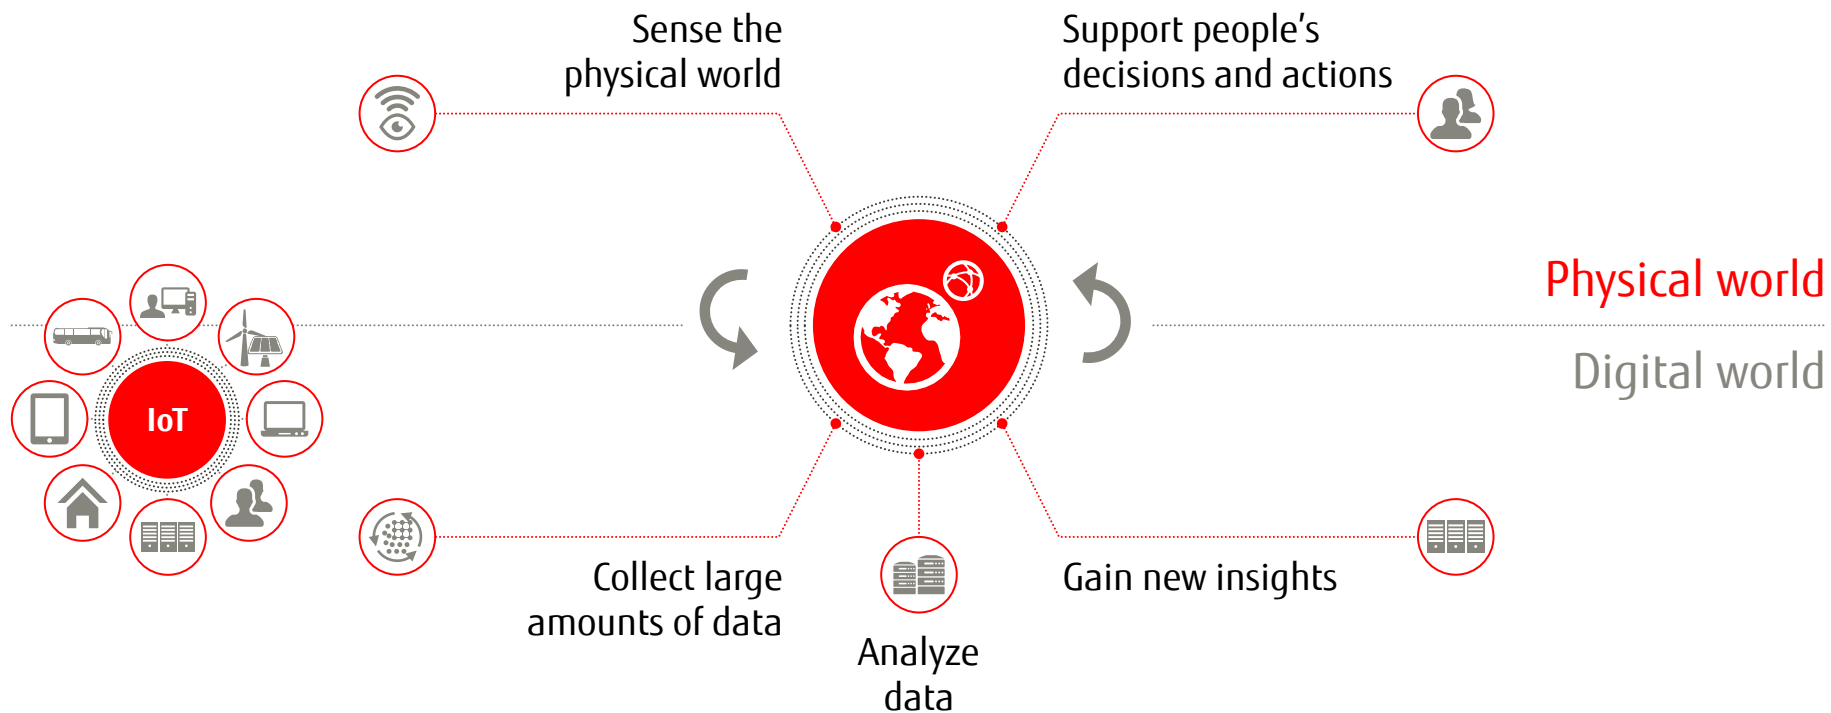 Sense the
physical world
Support people’s
decisions and actions
Physical world
Digital world
IoT
Collect large
amounts of data
Analyze
data
Gain new insights